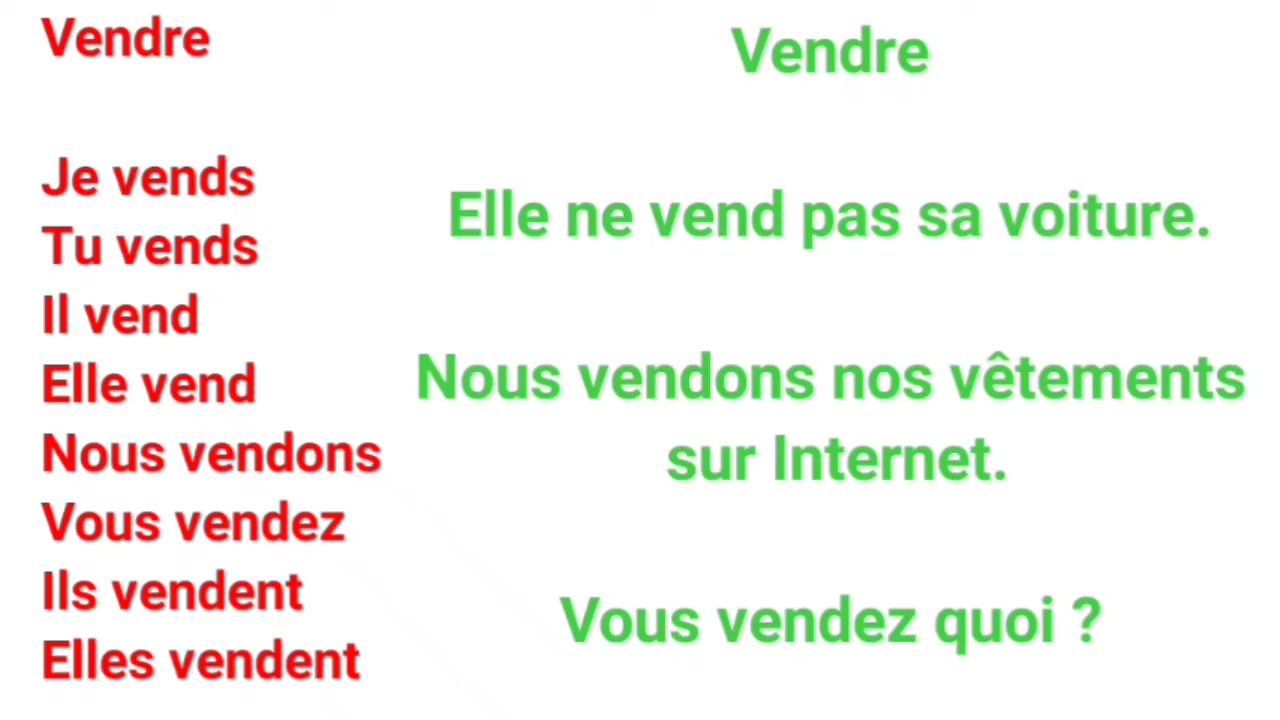 Vendre
Je vends
Tu vends
Il vend
Elle vend
Nous vendons
Vous vendez
Ils vendent
Elles vendent
Vendre
Elle ne vend pas sa voiture.
Nous vendons nos vêtements
sur Internet.
Vous vendez quoi ?